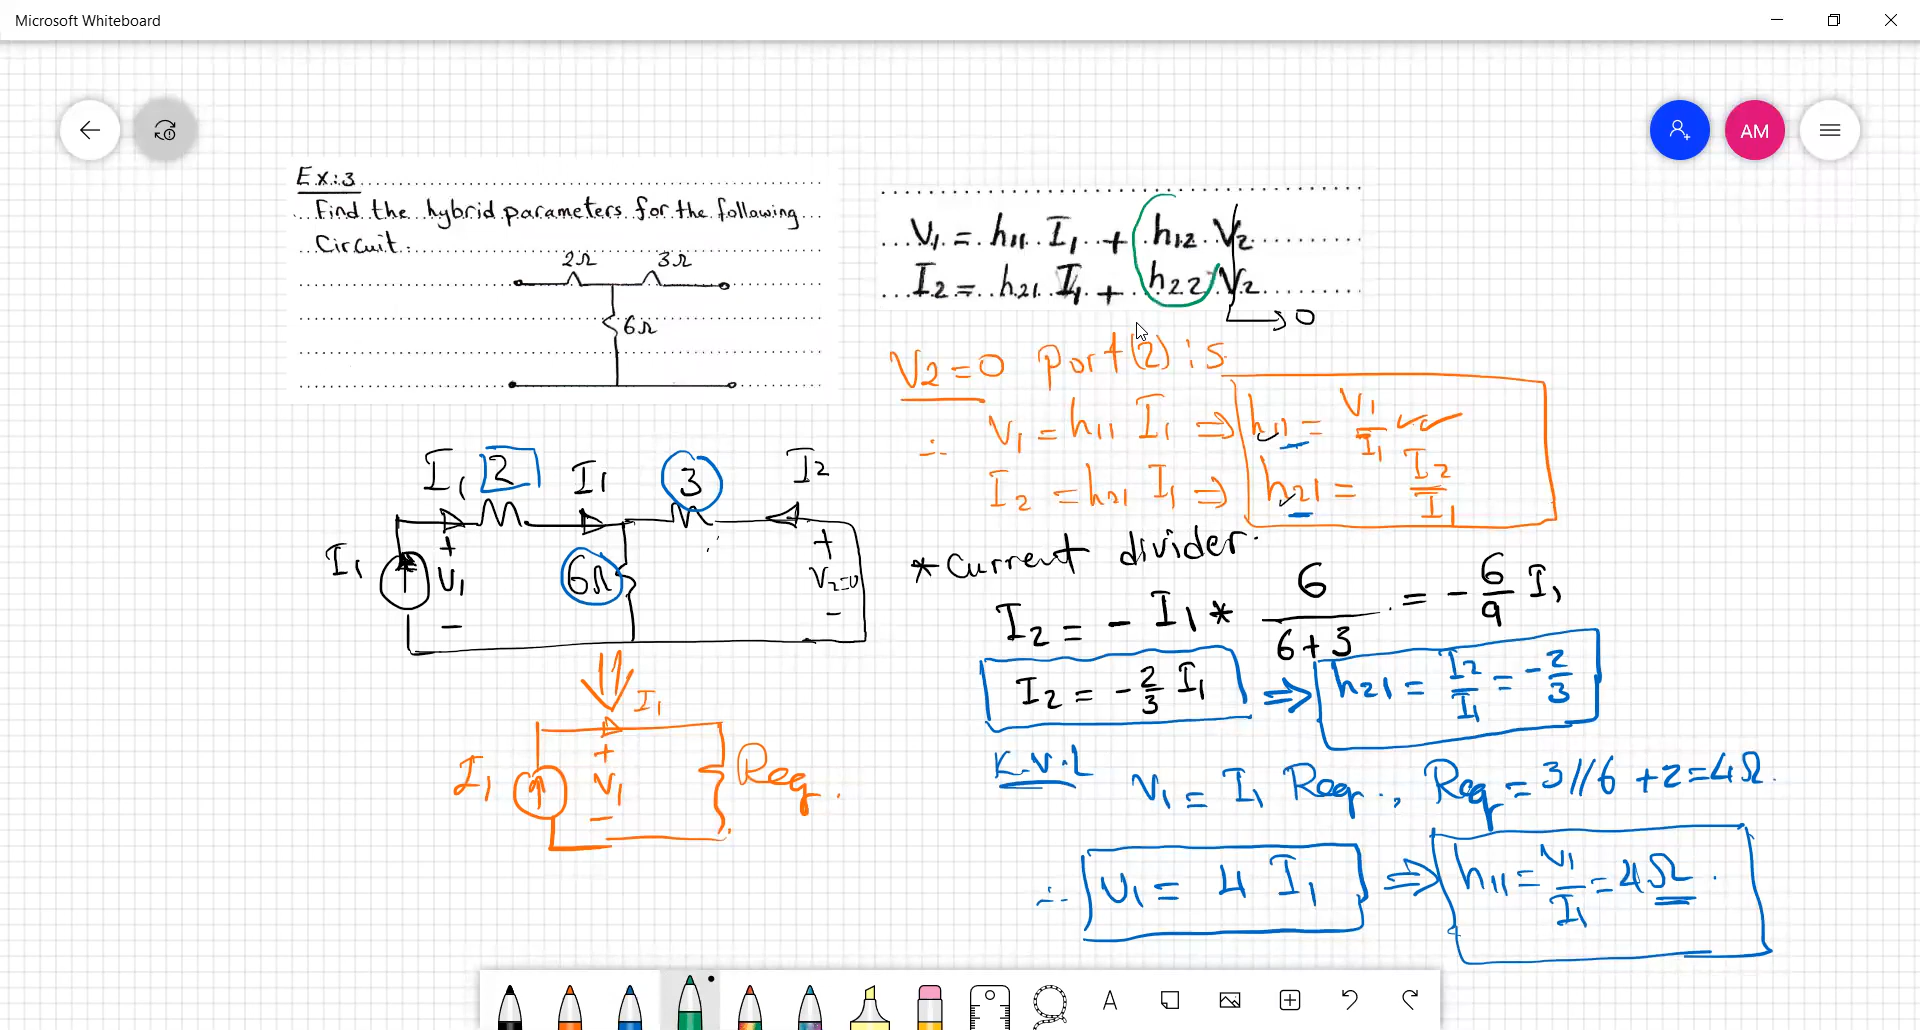 Microsoft Whiteboard
AM
Ex:3
Find the hybrid parameters for the following
Circuit.
2Ω 3Ω
6Ω
V1 = h11 I1 + h12 V2
I2 = h21 I1 + h22 V2
0
V2=0 port(2) is
∴ V1 = h11 I1 ⇒ h11 = V1/I1
I2 = h21 I1 ⇒ h21 = I2/I1
I1 2 I1 3 I2
I1 + V1 - 6Ω + V2=0 -
I1
I1 + V1 - Req.
* Current divider.
I2 = - I1 * 6/(6+3) = - 6/9 I1
I2 = - 2/3 I1 ⇒ h21 = I2/I1 = - 2/3
K.V.L V1 = I1 Req., Req = 3//6 + 2 = 4Ω.
∴ V1 = 4 I1 ⇒ h11 = V1/I1 = 4Ω.
A